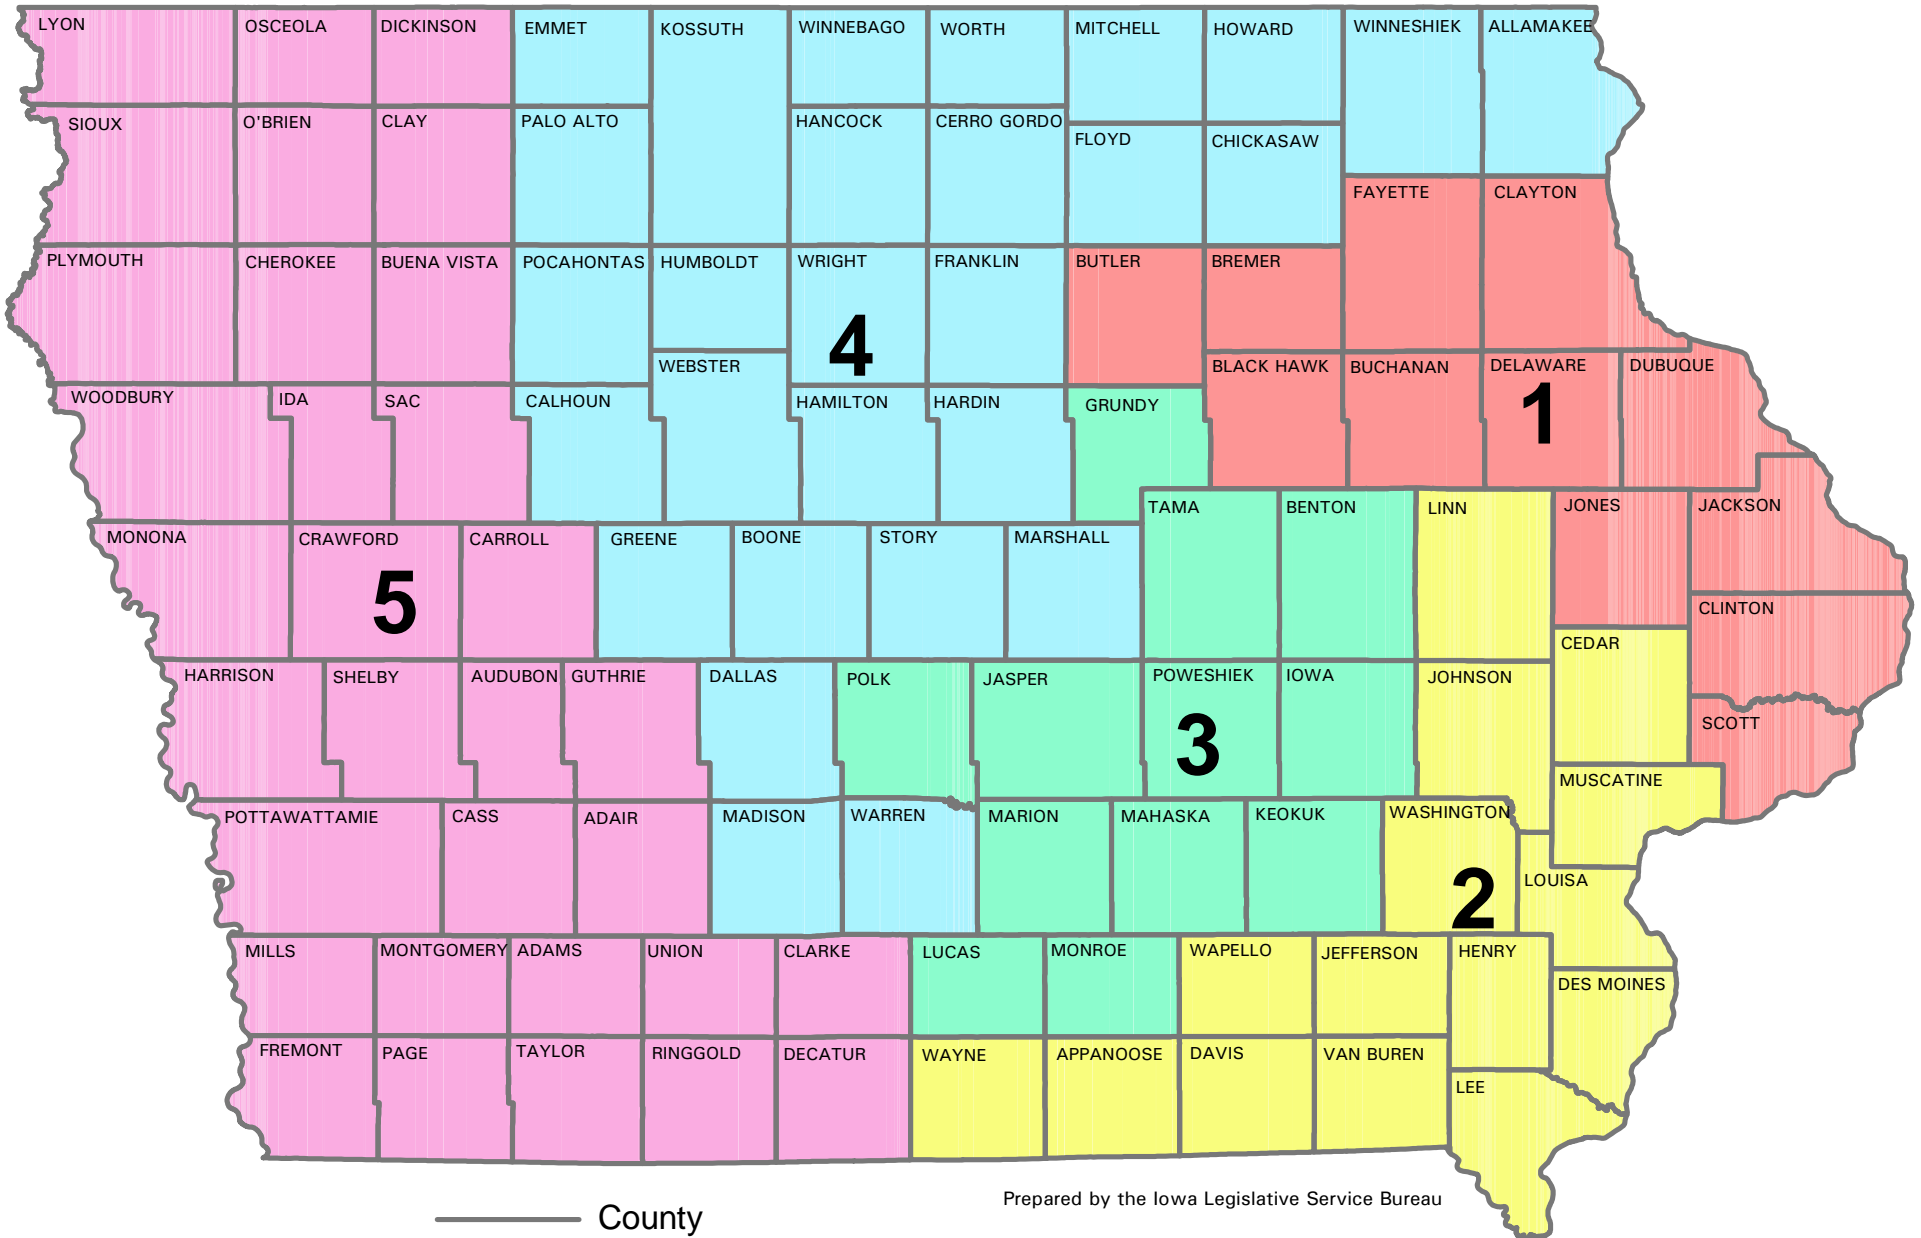 LYON
OSCEOLA
DICKINSON
EMMET
KOSSUTH
WINNEBAGO
WORTH
MITCHELL
HOWARD
WINNESHIEK
ALLAMAKEE
SIOUX
O'BRIEN
CLAY
PALO ALTO
HANCOCK
CERRO GORDO
FLOYD
CHICKASAW
FAYETTE
CLAYTON
PLYMOUTH
CHEROKEE
BUENA VISTA
POCAHONTAS
HUMBOLDT
WRIGHT
FRANKLIN
BUTLER
BREMER
4
WEBSTER
BLACK HAWK
BUCHANAN
DELAWARE
DUBUQUE
1
WOODBURY
IDA
SAC
CALHOUN
HAMILTON
HARDIN
GRUNDY
TAMA
BENTON
LINN
JONES
JACKSON
MONONA
CRAWFORD
CARROLL
GREENE
BOONE
STORY
MARSHALL
5
CLINTON
CEDAR
HARRISON
SHELBY
AUDUBON
GUTHRIE
DALLAS
POLK
JASPER
POWESHIEK
IOWA
JOHNSON
3
SCOTT
MUSCATINE
POTTAWATTAMIE
CASS
ADAIR
MADISON
WARREN
MARION
MAHASKA
KEOKUK
WASHINGTON
2
LOUISA
MILLS
MONTGOMERY
ADAMS
UNION
CLARKE
LUCAS
MONROE
WAPELLO
JEFFERSON
HENRY
DES MOINES
FREMONT
PAGE
TAYLOR
RINGGOLD
DECATUR
WAYNE
APPANOOSE
DAVIS
VAN BUREN
LEE
Prepared by the Iowa Legislative Service Bureau
County